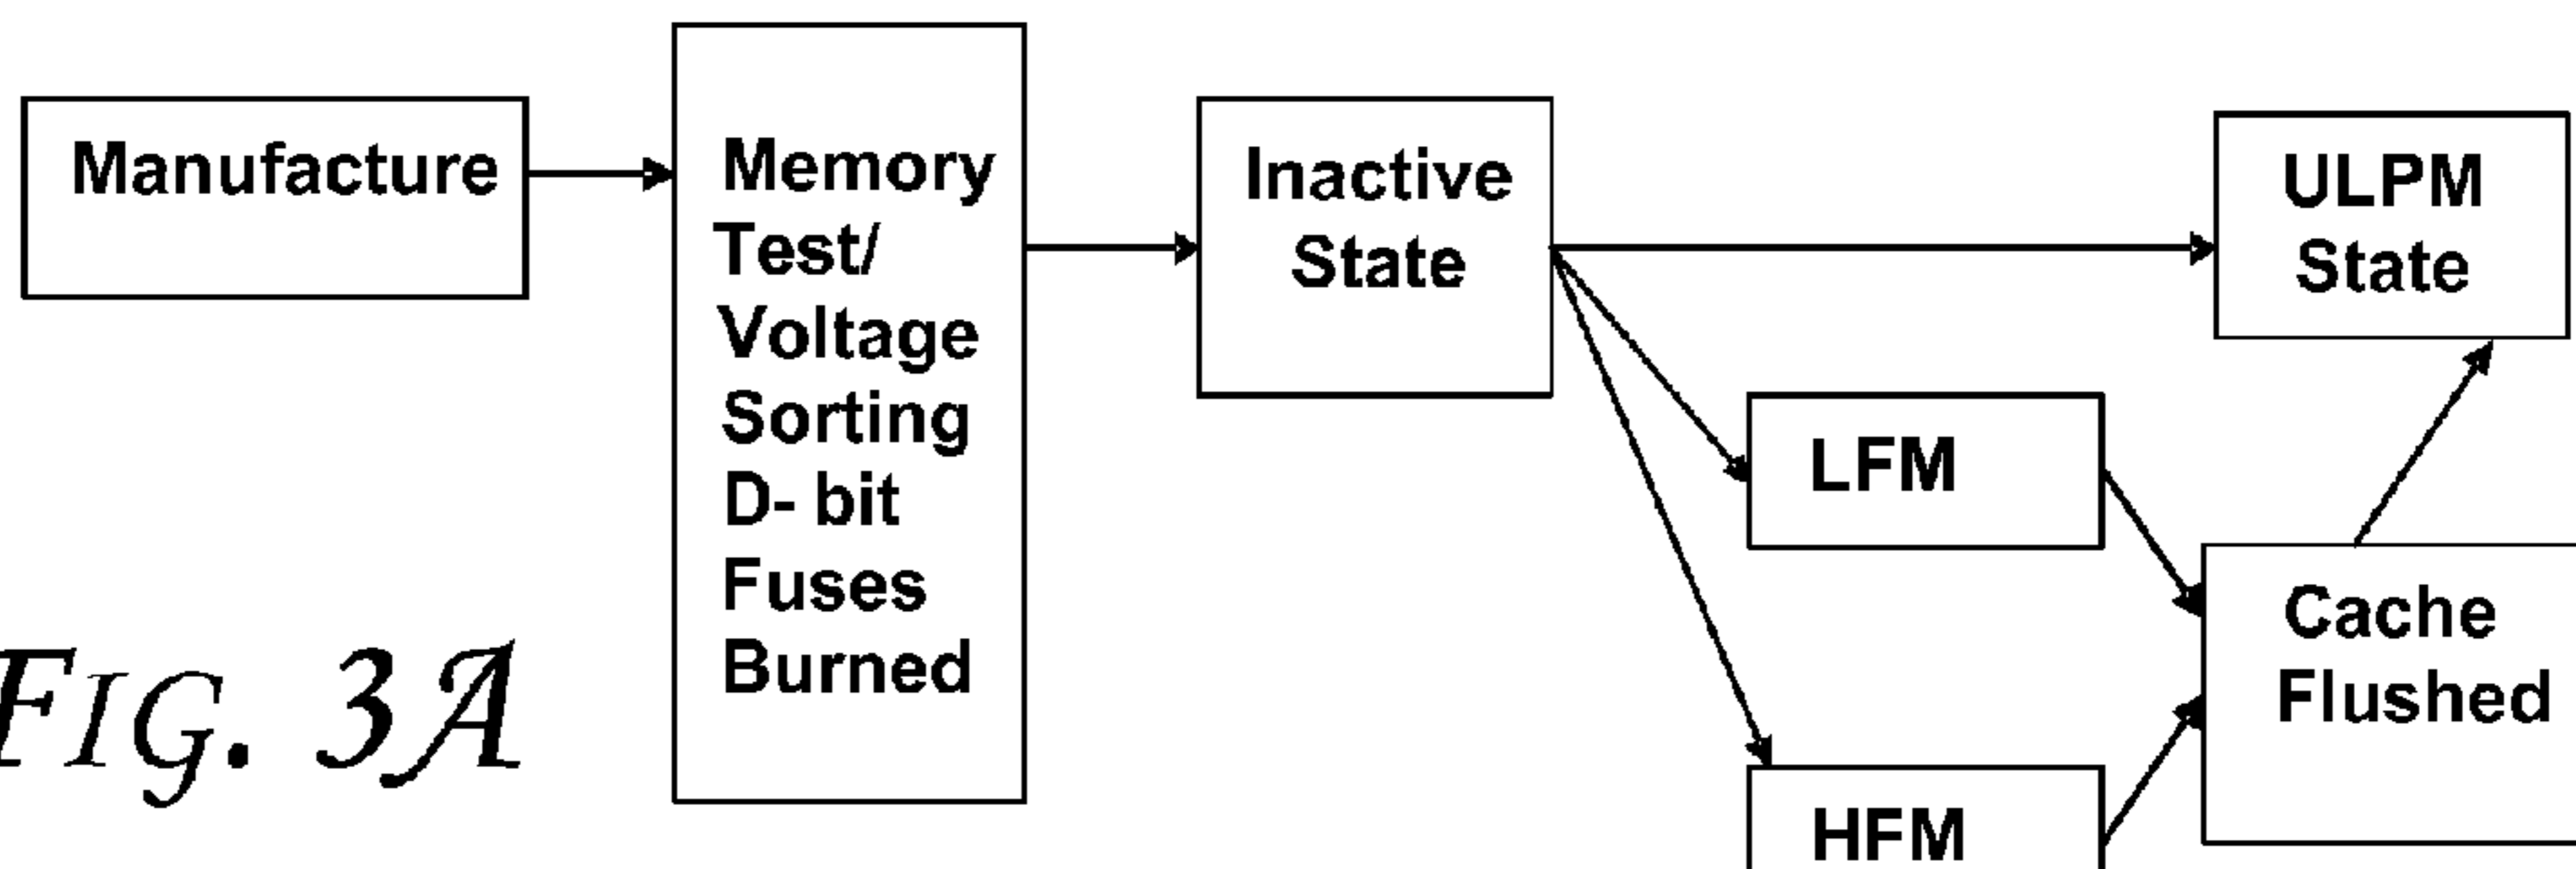 Manufacture
Memory
Test/
Voltage
Sorting
D- bit
Fuses
Burned
Inactive
State
ULPM
State
LFM
Cache
Flushed
HFM
FIG. 3A